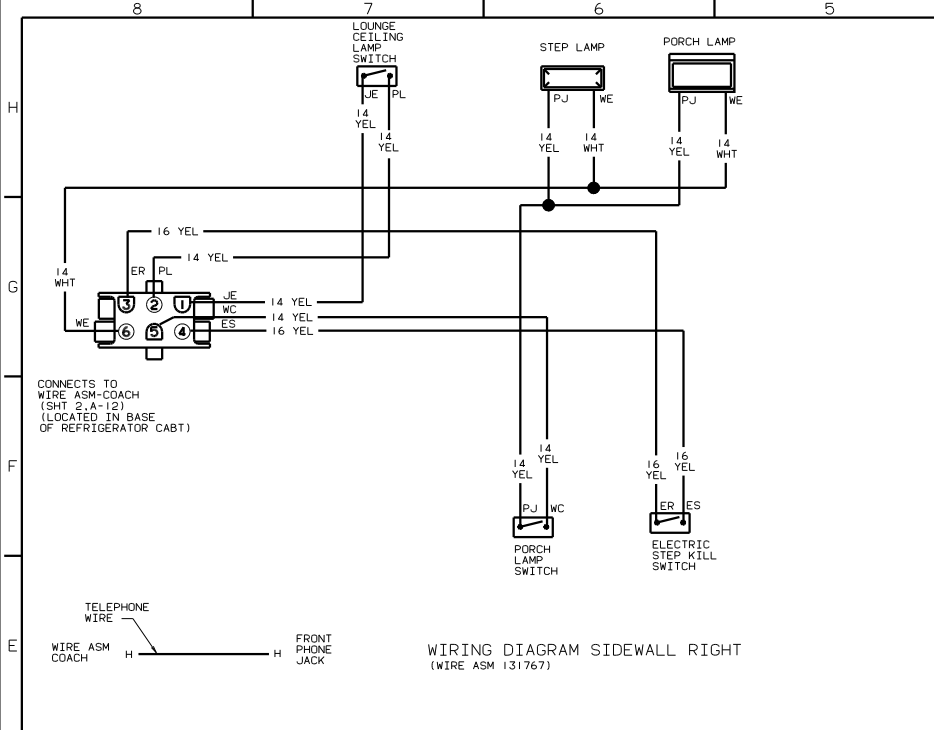 8
7
6
5
H
G
F
E
LOUNGE
CEILING
LAMP
SWITCH
JE PL
14
YEL
14
YEL
STEP LAMP
PJ WE
14
YEL
14
WHT
PORCH LAMP
PJ WE
14
YEL
14
WHT
16 YEL
14 YEL
14
WHT
ER PL
3 2 1
6 5 4
WE
JE
WC
ES
14 YEL
14 YEL
16 YEL
CONNECTS TO
WIRE ASM-COACH
(SHT 2,A-12)
(LOCATED IN BASE
OF REFRIGERATOR CABT)
14
YEL
14
YEL
PJ WC
PORCH
LAMP
SWITCH
16
YEL
16
YEL
ER ES
ELECTRIC
STEP KILL
SWITCH
TELEPHONE
WIRE
WIRE ASM
COACH
H H
FRONT
PHONE
JACK
WIRING DIAGRAM SIDEWALL RIGHT
(WIRE ASM 131767)